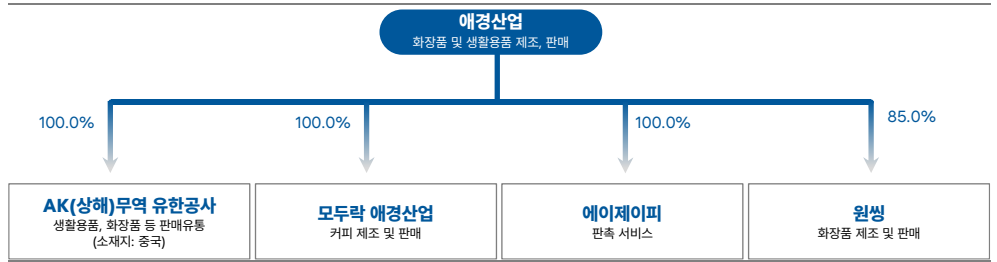 애경산업
화장품 및 생활용품 제조, 판매
100.0%
100.0%
100.0%
85.0%
AK(상해)무역 유한공사
생활용품, 화장품 등 판매유통
(소재지: 중국)
모두락 애경산업
커피 제조 및 판매
에이제이피
판촉 서비스
원씽
화장품 제조 및 판매